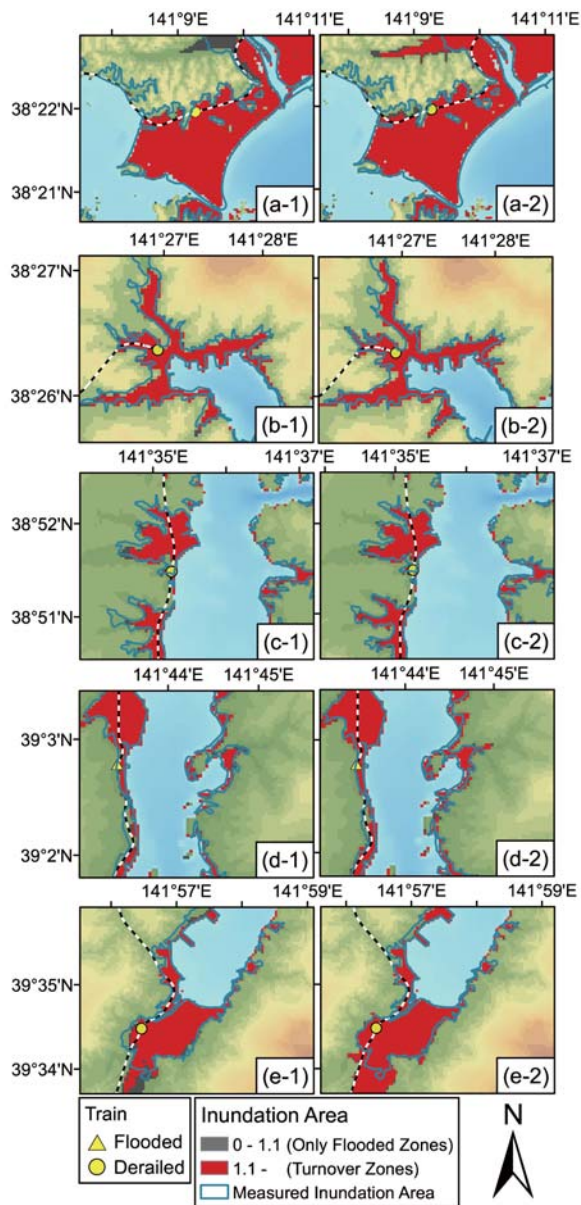 141°9'E 141°11'E 141°9'E 141°11'E
38°22'N
38°21'N
(a-1) (a-2)
141°27'E 141°28'E 141°27'E 141°28'E
38°27'N
38°26'N
(b-1) (b-2)
141°35'E 141°37'E 141°35'E 141°37'E
38°52'N
38°51'N
(c-1) (c-2)
141°44'E 141°45'E 141°44'E 141°45'E
39°3'N
39°2'N
(d-1) (d-2)
141°57'E 141°59'E 141°57'E 141°59'E
39°35'N
39°34'N
(e-1) (e-2)
Train
Flooded
Derailed
Inundation Area
0 - 1.1 (Only Flooded Zones)
1.1 - (Turnover Zones)
Measured Inundation Area
N